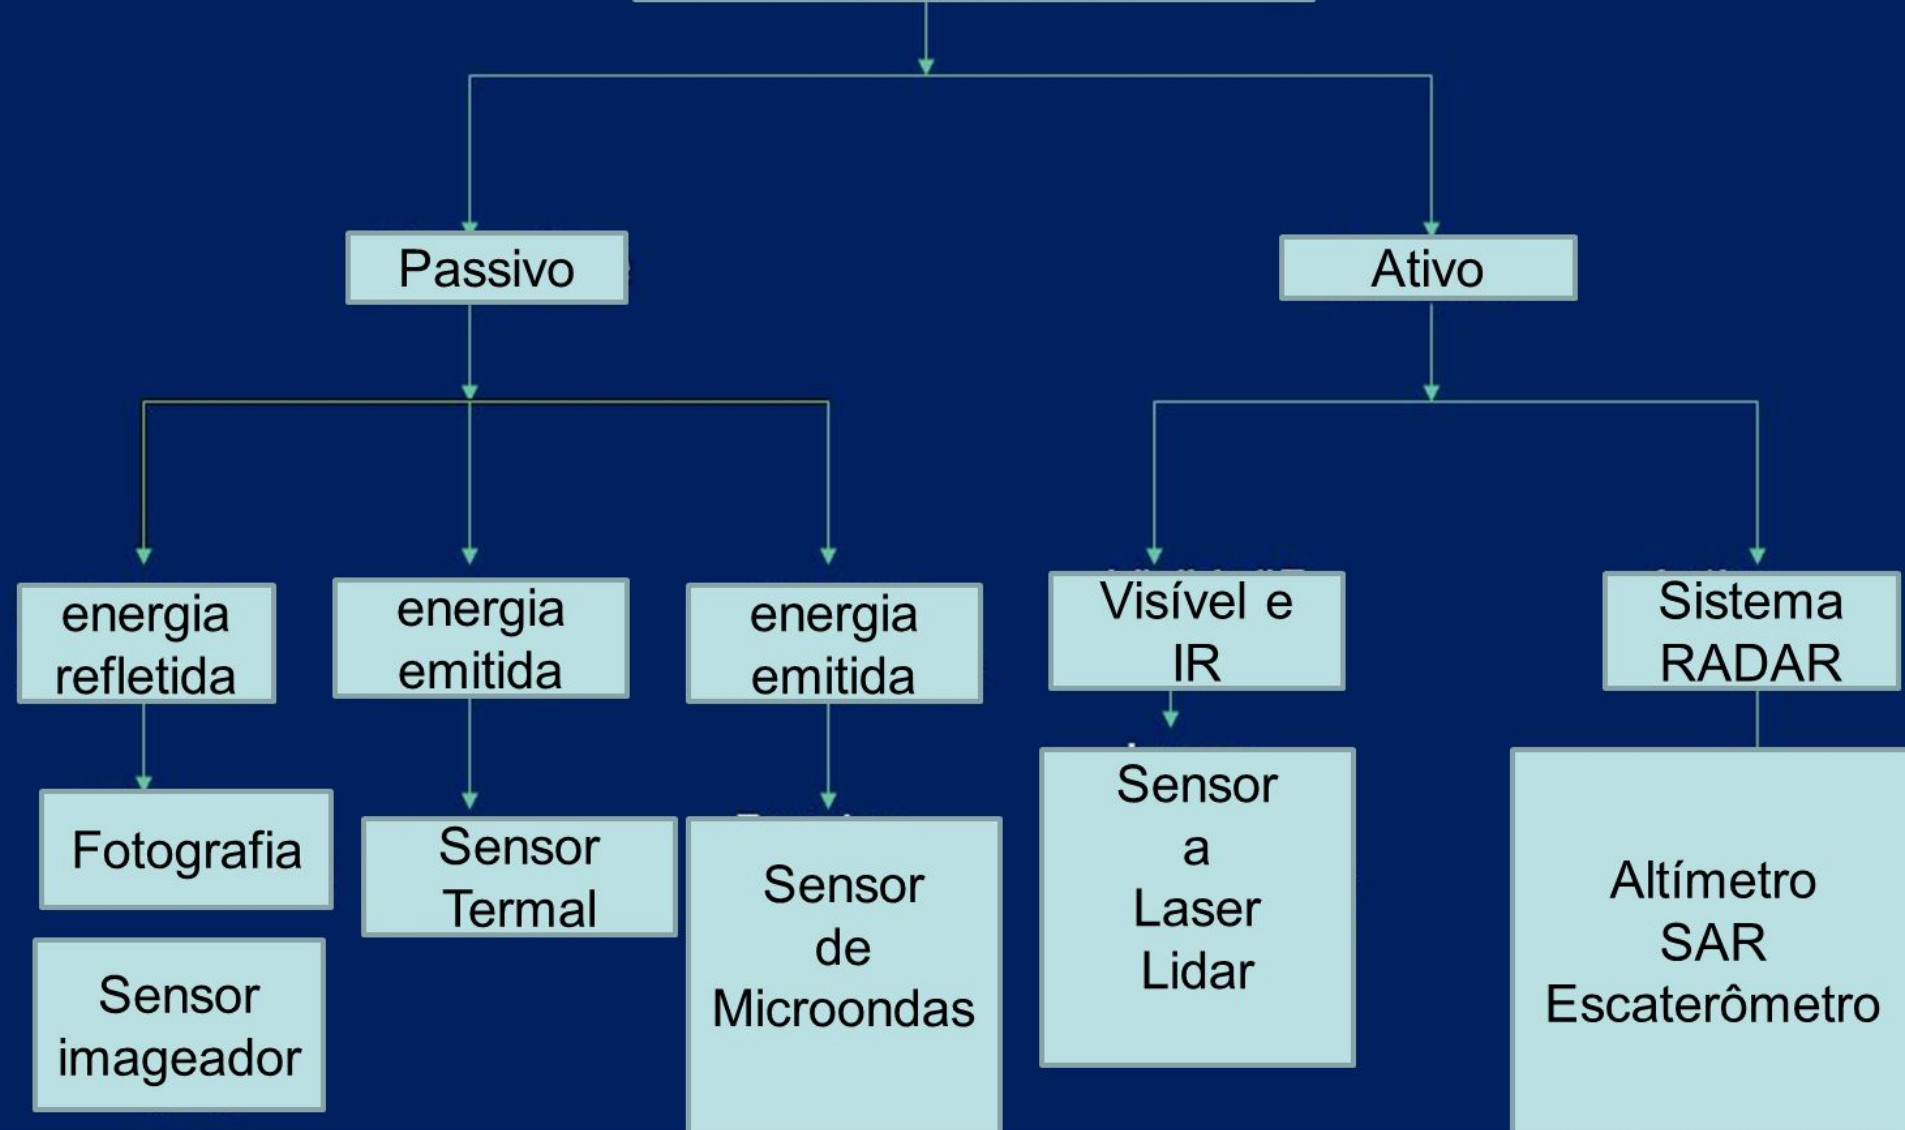 Passivo
Ativo
energia
refletida
energia
emitida
energia
emitida
Visível e
IR
Sistema
RADAR
Fotografia
Sensor
imageador
Sensor
Termal
Sensor
de
Microondas
Sensor
a
Laser
Lidar
Altímetro
SAR
Escaterômetro